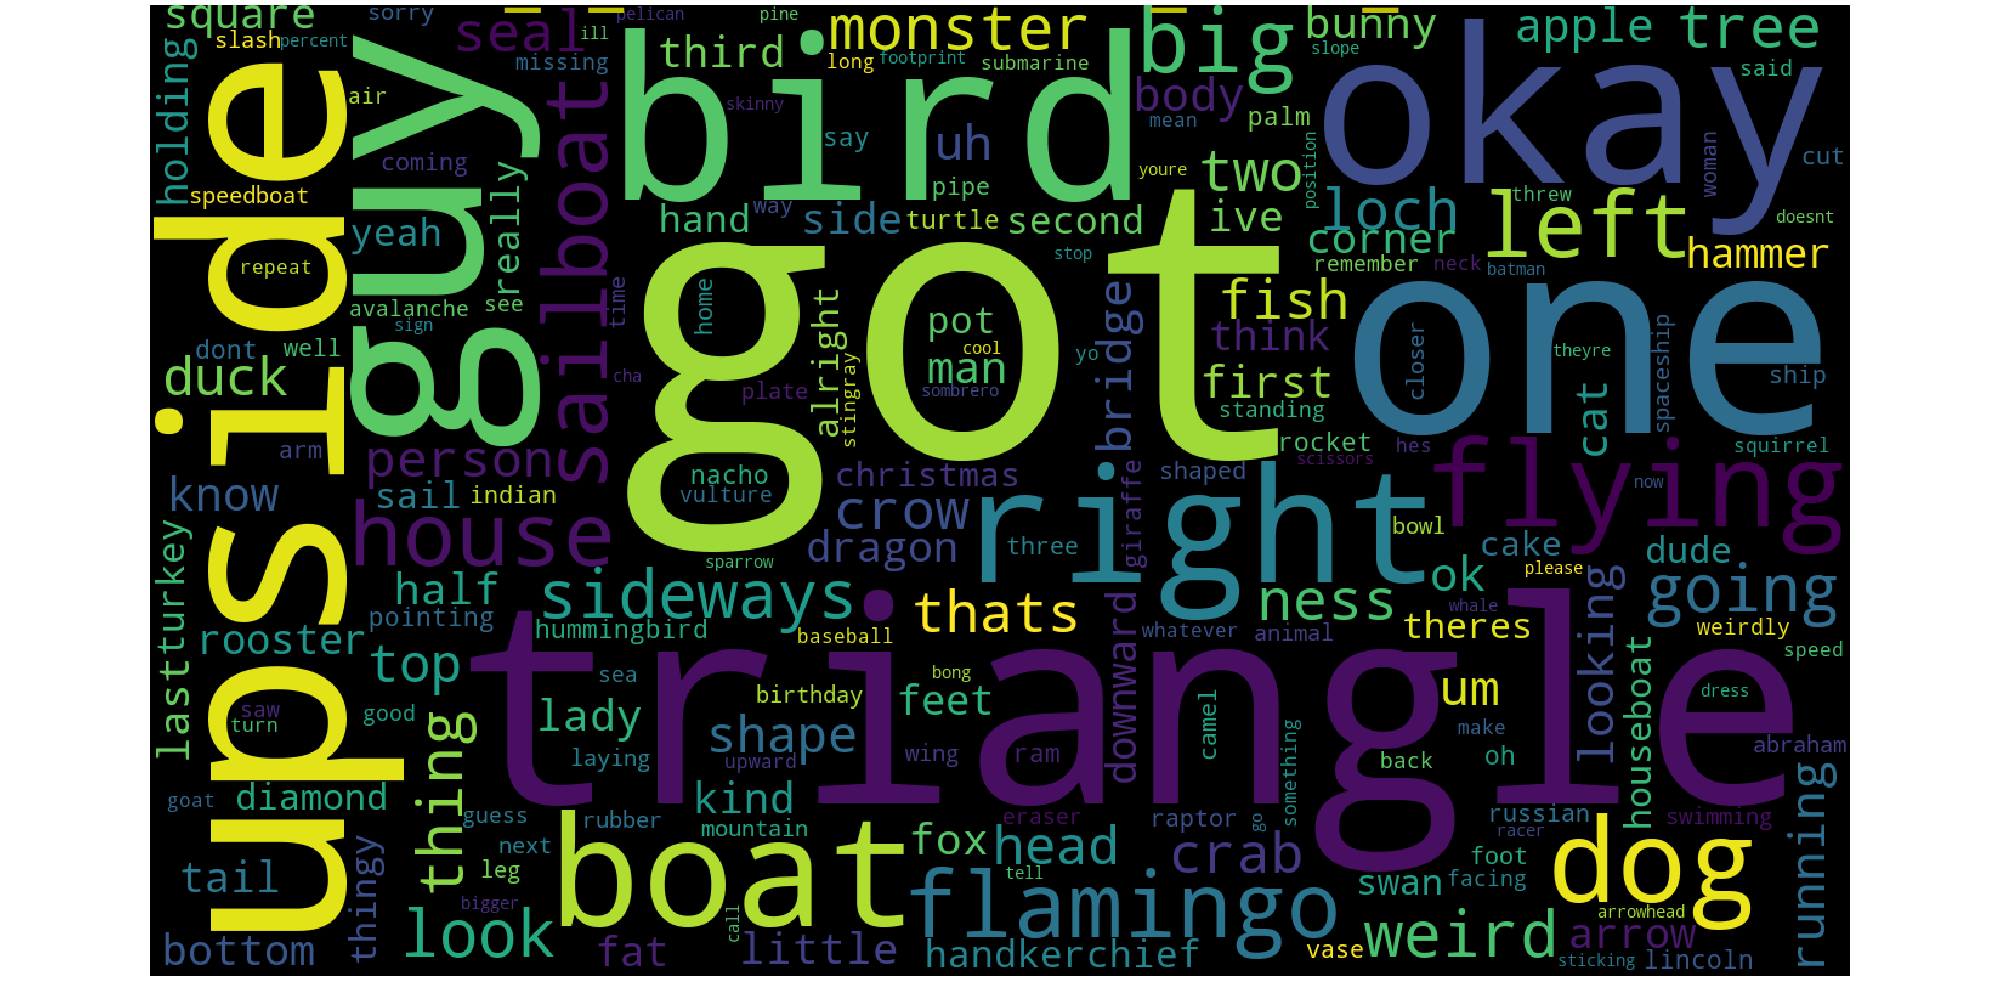 square
sorry
seal
pelican
pine
monster
big
bunny
apple
tree
slash
percent
ill
third
long
footprint
submarine
slope
said
holding
upside
guy
air
missing
sailboat
bird
skinny
say
uh
body
mean
palm
okay
woman
cut
coming
really
pipe
youre
two
position
threw
doesnt
speedboat
yeah
hand
way
side
turtle
second
ive
loch
left
corner
hammer
repeat
stop
remember
neck
batman
avalanche
see
sign
time
home
got
alright
pot
cool
man
yo
bridge
fish
think
one
closer
theyre
spaceship
ship
dont
well
duck
cha
plate
stingray
sombrero
first
standing
cat
arm
person
nacho
vulture
christmas
shaped
rocket
hes
scissors
squirrel
know
sail
indian
house
crow
giraffe
right
flying
now
bowl
lastturkey
dragon
three
cake
dude
sparrow
please
half
sideways
ok
going
pointing
thats
ness
whale
rooster
hummingbird
baseball
downward
whatever
animal
theres
looking
weirdly
top
sea
triangle
bong
houseboat
speed
saw
turn
good
thing
lady
birthday
feet
camel
um
dress
laying
shape
upward
wing
ram
something
back
make
oh
abraham
goat
diamond
kind
guess
rubber
mountain
eraser
raptor
go
russian
racer
swimming
running
thingy
next
boat
fox
head
crab
foot
dog
tail
leg
tell
swan
facing
bigger
flamingo
arrowhead
bottom
look
fat
call
little
handkerchief
vase
weird
arrow
sticking
lincoln